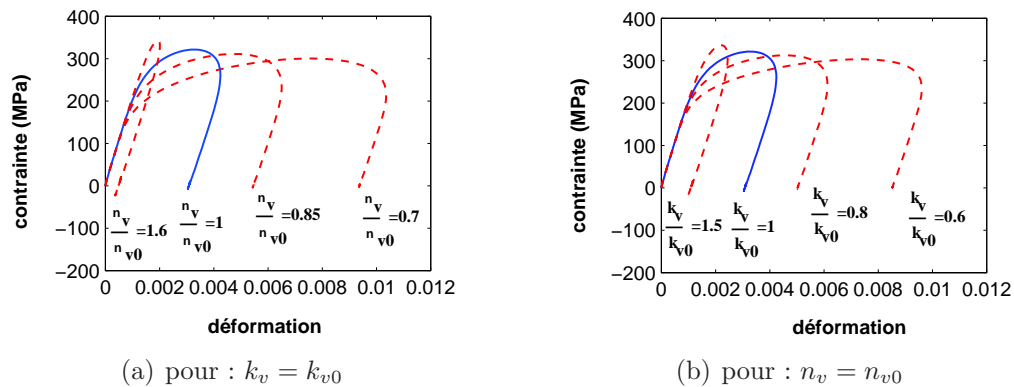 400
300
200
100
0
−100
−200
contrainte (MPa)
n_v/n_v0=1.6
n_v/n_v0=1
n_v/n_v0=0.85
n_v/n_v0=0.7
0 0.002 0.004 0.006 0.008 0.01 0.012
déformation
(a) pour : k_v = k_v0
400
300
200
100
0
−100
−200
contrainte (MPa)
k_v/k_v0=1.5
k_v/k_v0=1
k_v/k_v0=0.8
k_v/k_v0=0.6
0 0.002 0.004 0.006 0.008 0.01 0.012
déformation
(b) pour : n_v = n_v0